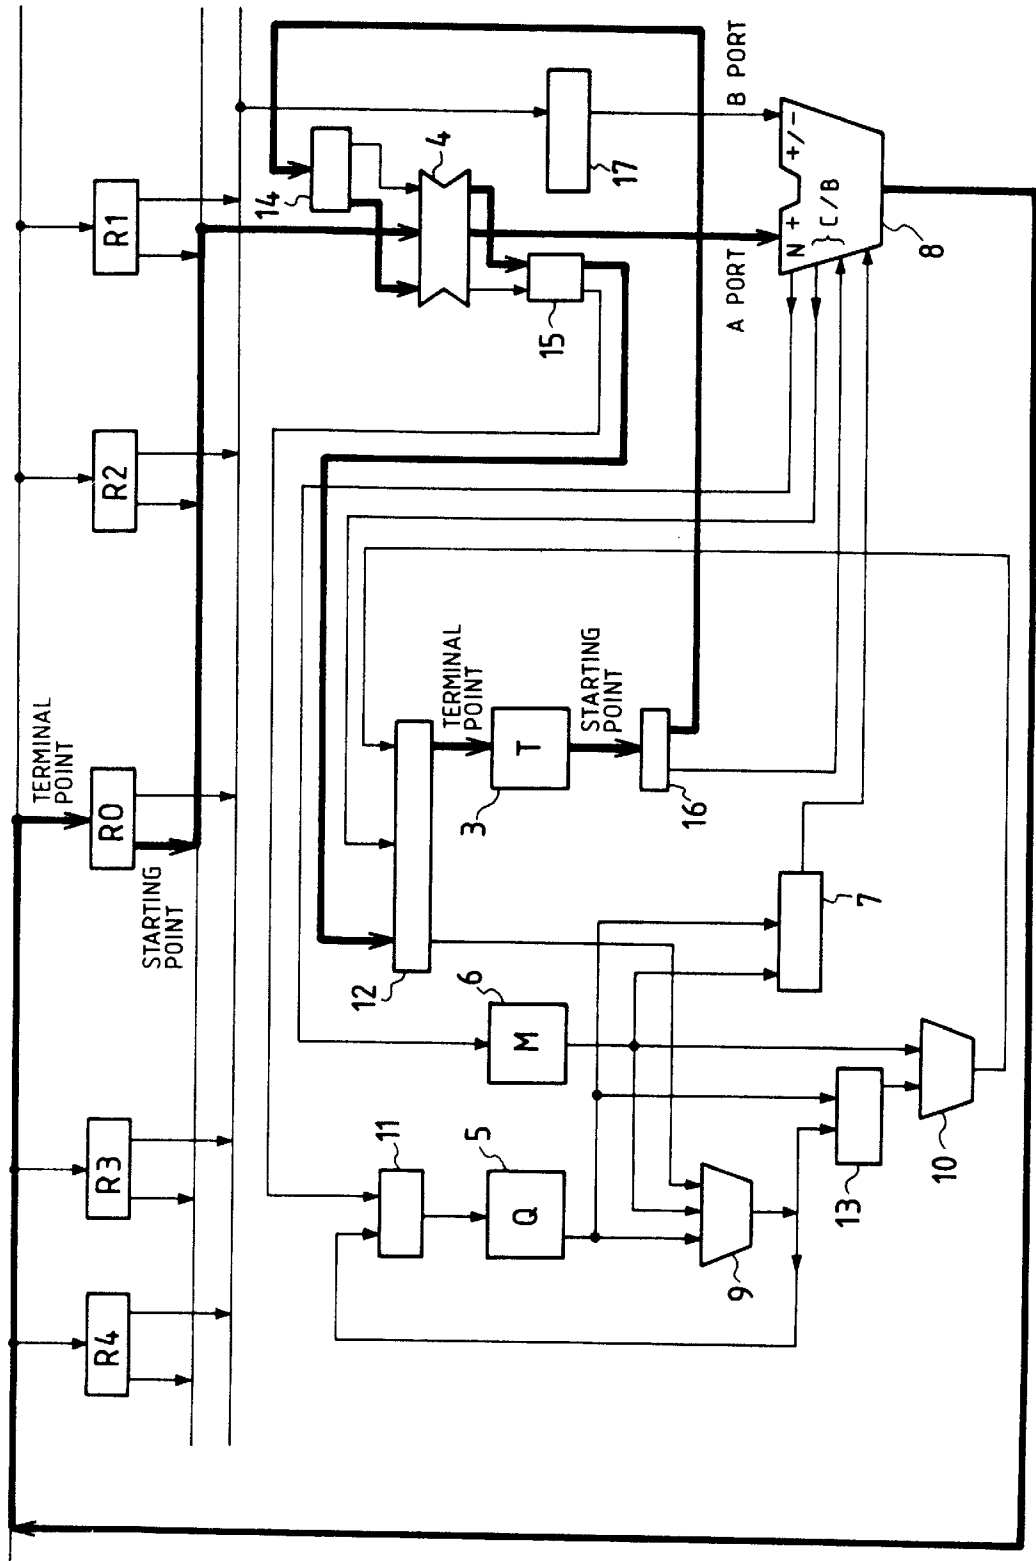 R4
R3
R0
R2
R1
TERMINAL
POINT
STARTING
POINT
14
4
15
17
A PORT
B PORT
N + +/-
} C/B
8
12
TERMINAL
POINT
T
3
STARTING
POINT
16
11
Q
5
M
6
7
9
13
10